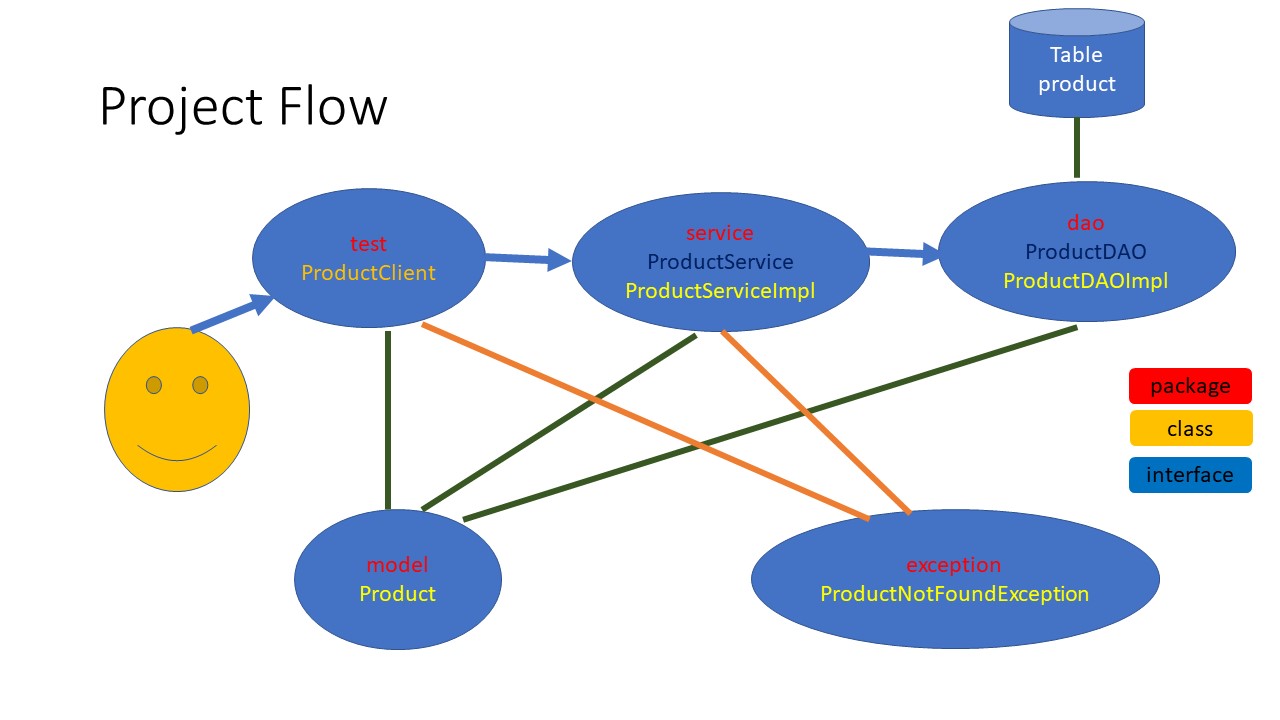 Project Flow
Table
product
test
ProductClient
service
ProductService
ProductServiceImpl
dao
ProductDAO
ProductDAOImpl
package
class
interface
model
Product
exception
ProductNotFoundException